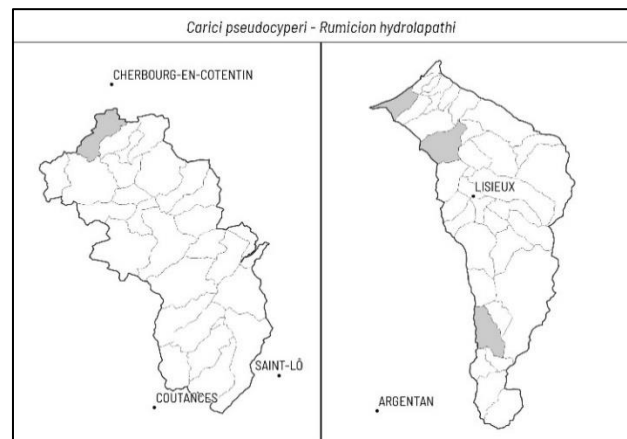 Carici pseudocyperi - Rumicion hydrolapathi
CHERBOURG-EN-COTENTIN
SAINT-LÔ
COUTANCES
LISIEUX
ARGENTAN